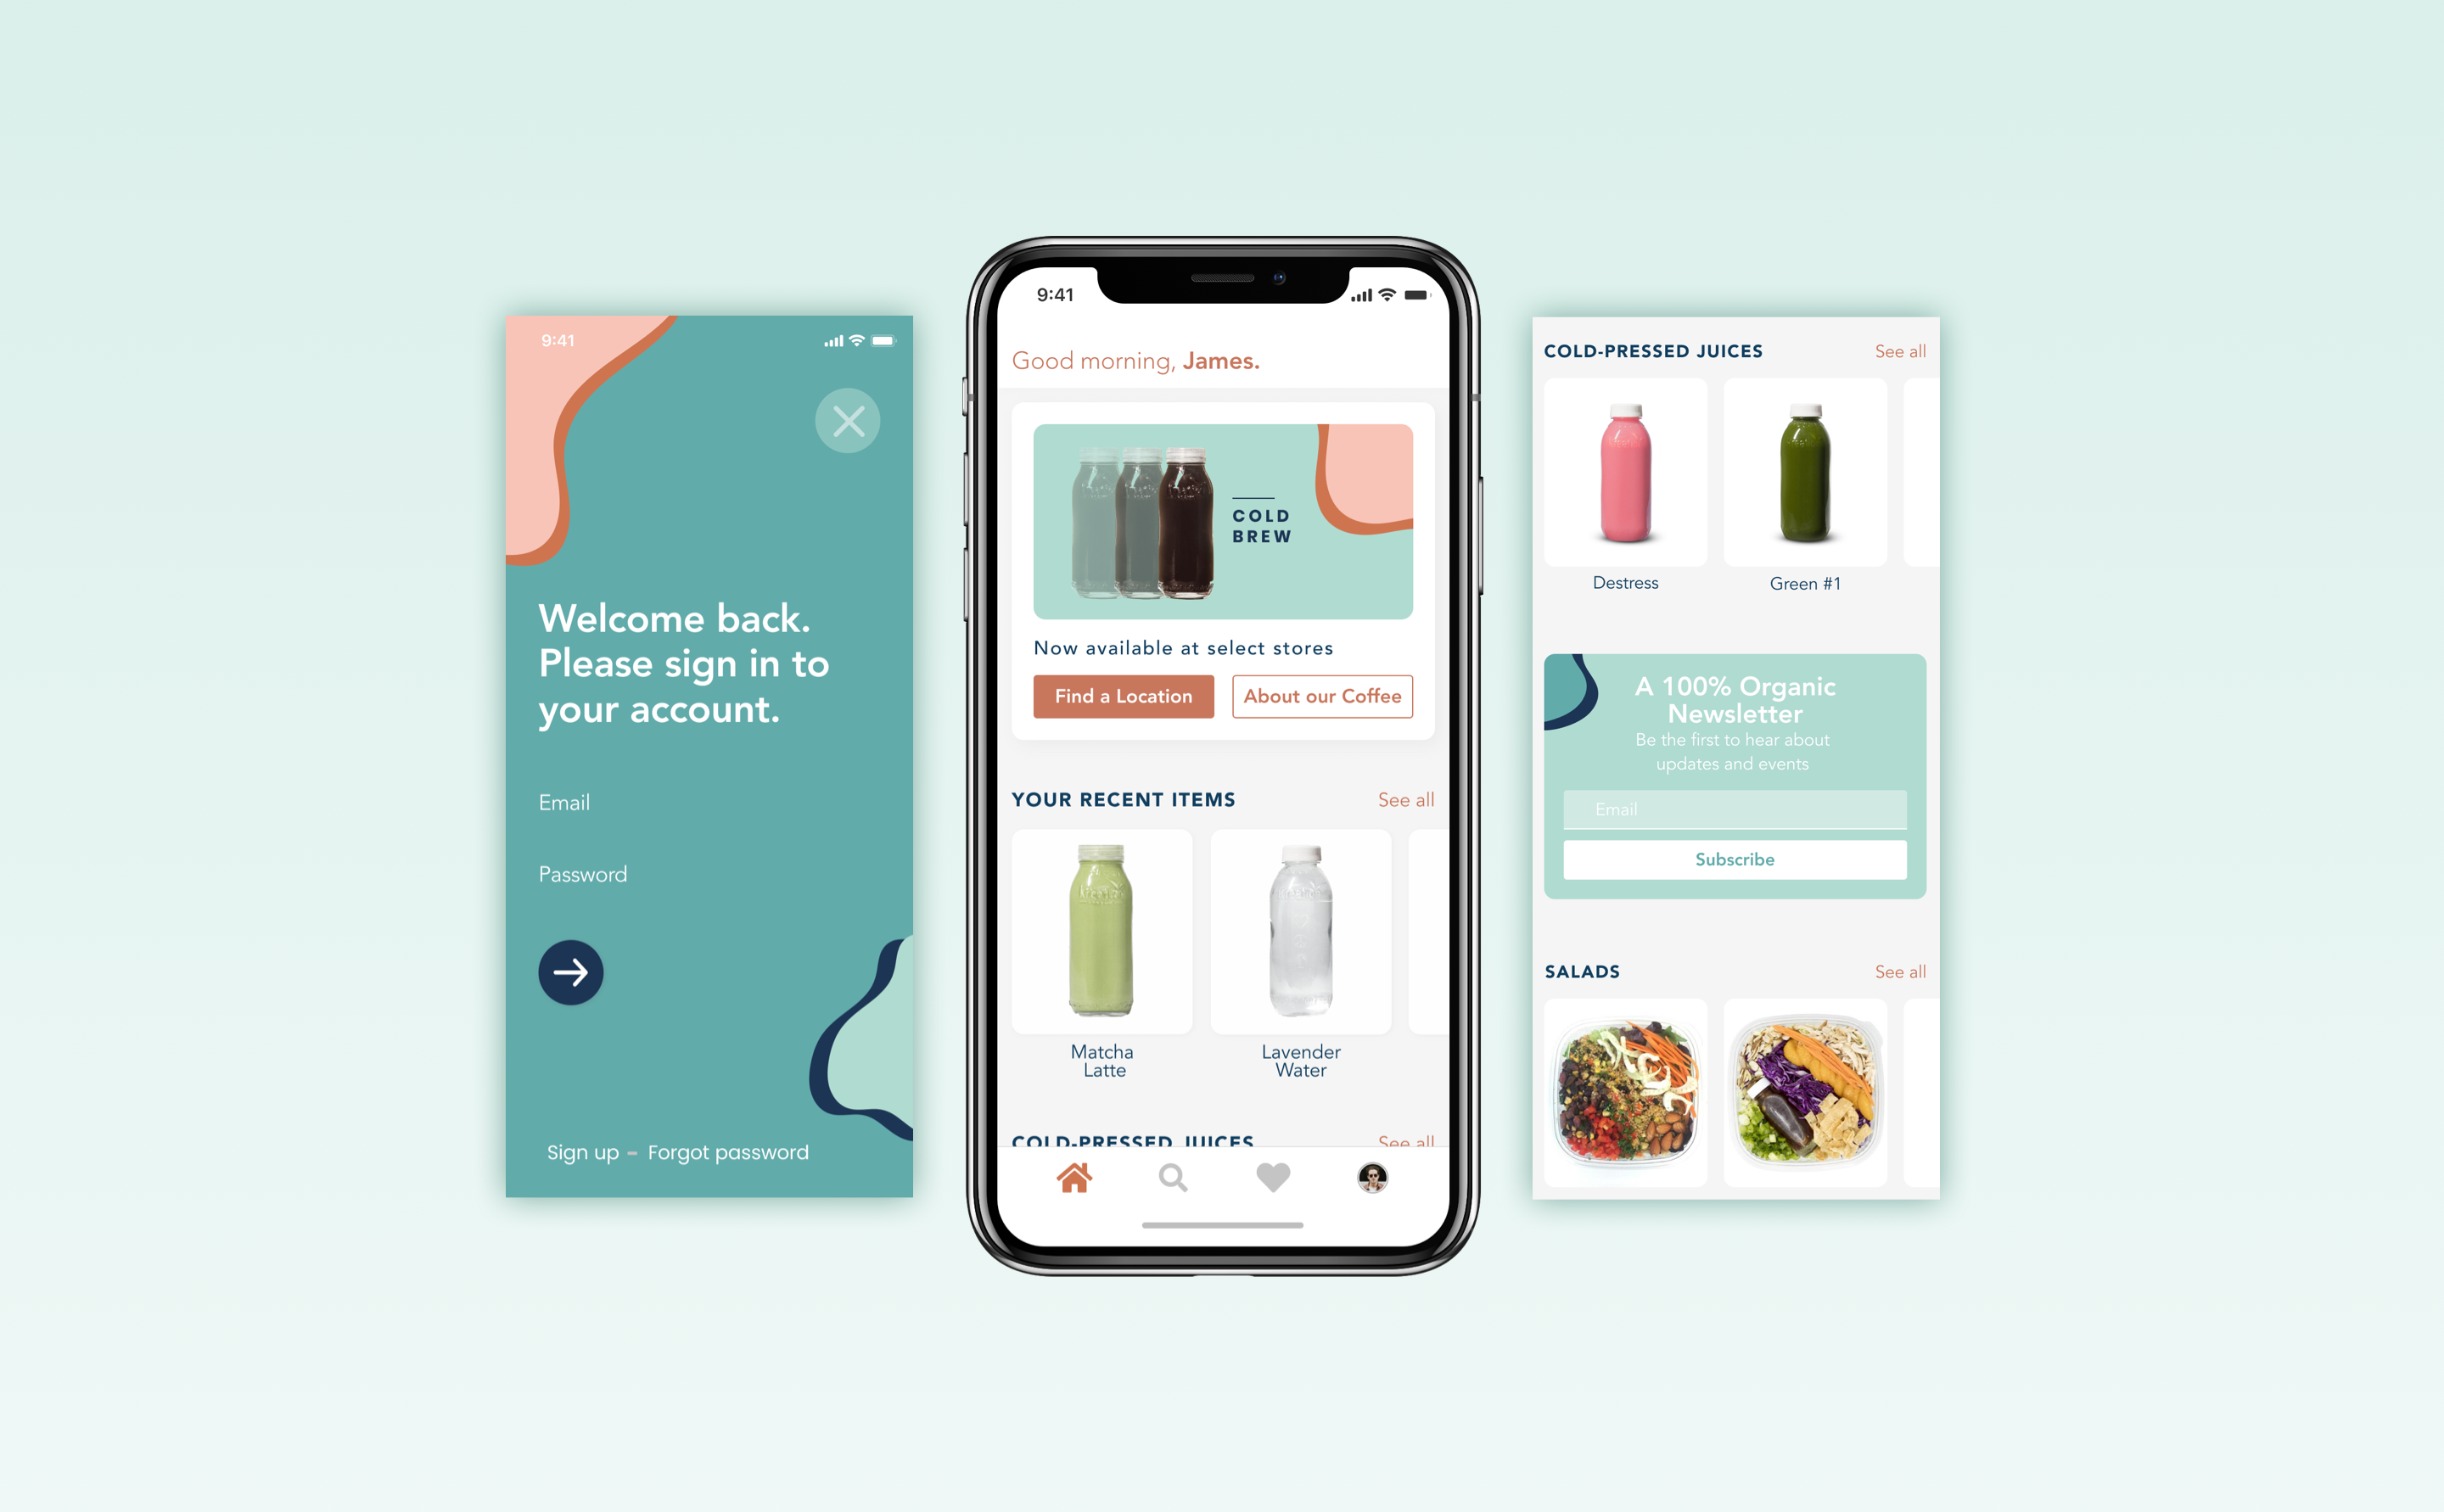 9:41
Welcome back.
Please sign in to
your account.
Email
Password
Sign up - Forgot password
9:41
Good morning, James.
COLD
BREW
Now available at select stores
Find a Location
About our Coffee
YOUR RECENT ITEMS
See all
Matcha
Latte
Lavender
Water
COLD-PRESSED JUICES
See all
COLD-PRESSED JUICES
See all
Destress
Green #1
A 100% Organic
Newsletter
Be the first to hear about
updates and events
Email
Subscribe
SALADS
See all